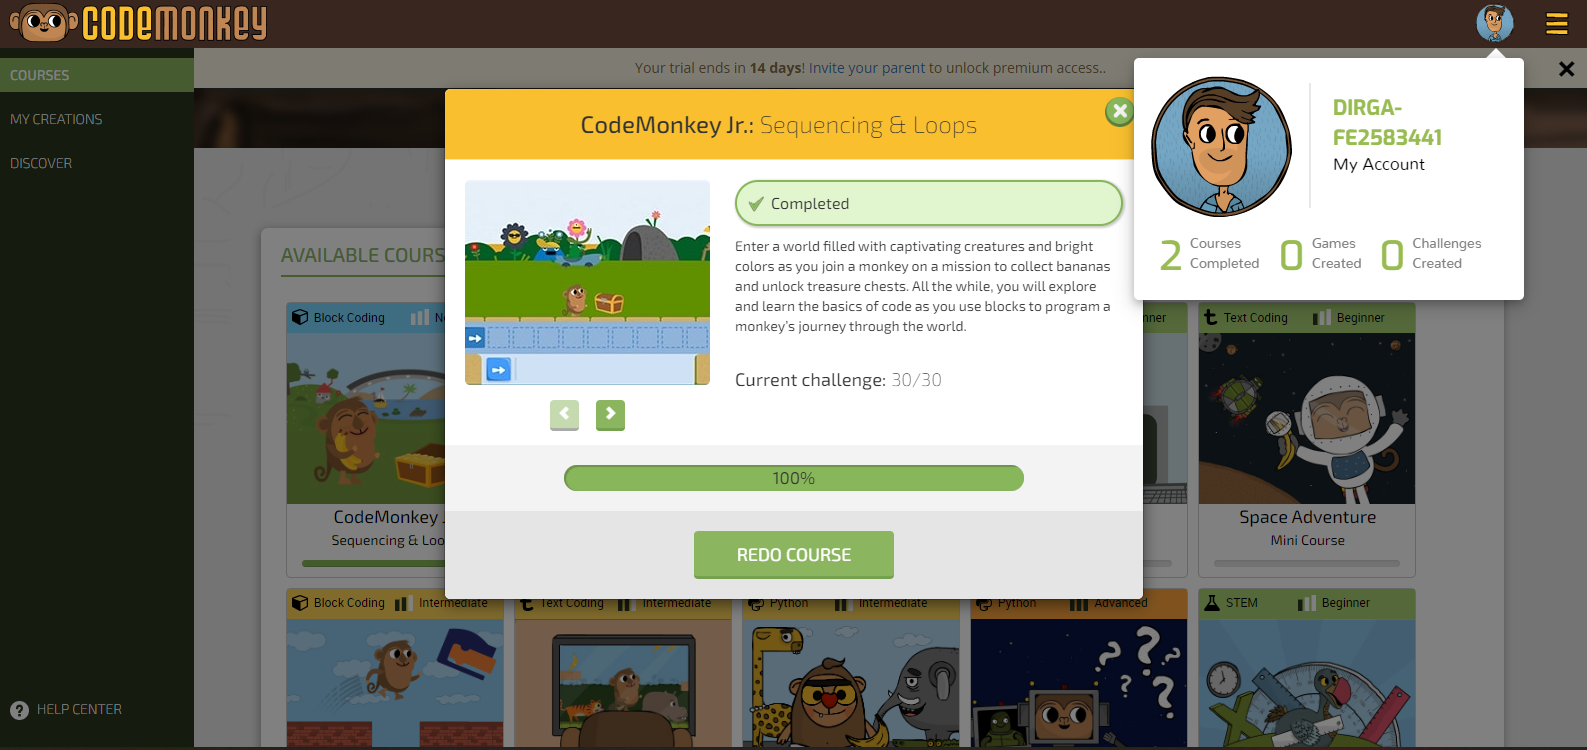 CODEMONKEY
COURSES
MY CREATIONS
DISCOVER
HELP CENTER
Your trial ends in 14 days! Invite your parent to unlock premium access..
DIRGA-
FE2583441
My Account
2 Courses Completed
0 Games Created
0 Challenges Created
CodeMonkey Jr.: Sequencing & Loops
Completed
Enter a world filled with captivating creatures and bright
colors as you join a monkey on a mission to collect bananas
and unlock treasure chests. All the while, you will explore
and learn the basics of code as you use blocks to program a
monkey's journey through the world.
Current challenge: 30/30
100%
REDO COURSE
AVAILABLE COURS
Block Coding
Text Coding Beginner
CodeMonkey J
Sequencing & Loo
Space Adventure
Mini Course
Block Coding Intermediate
Text Coding Intermediate
Python Intermediate
Python Advanced
STEM Beginner